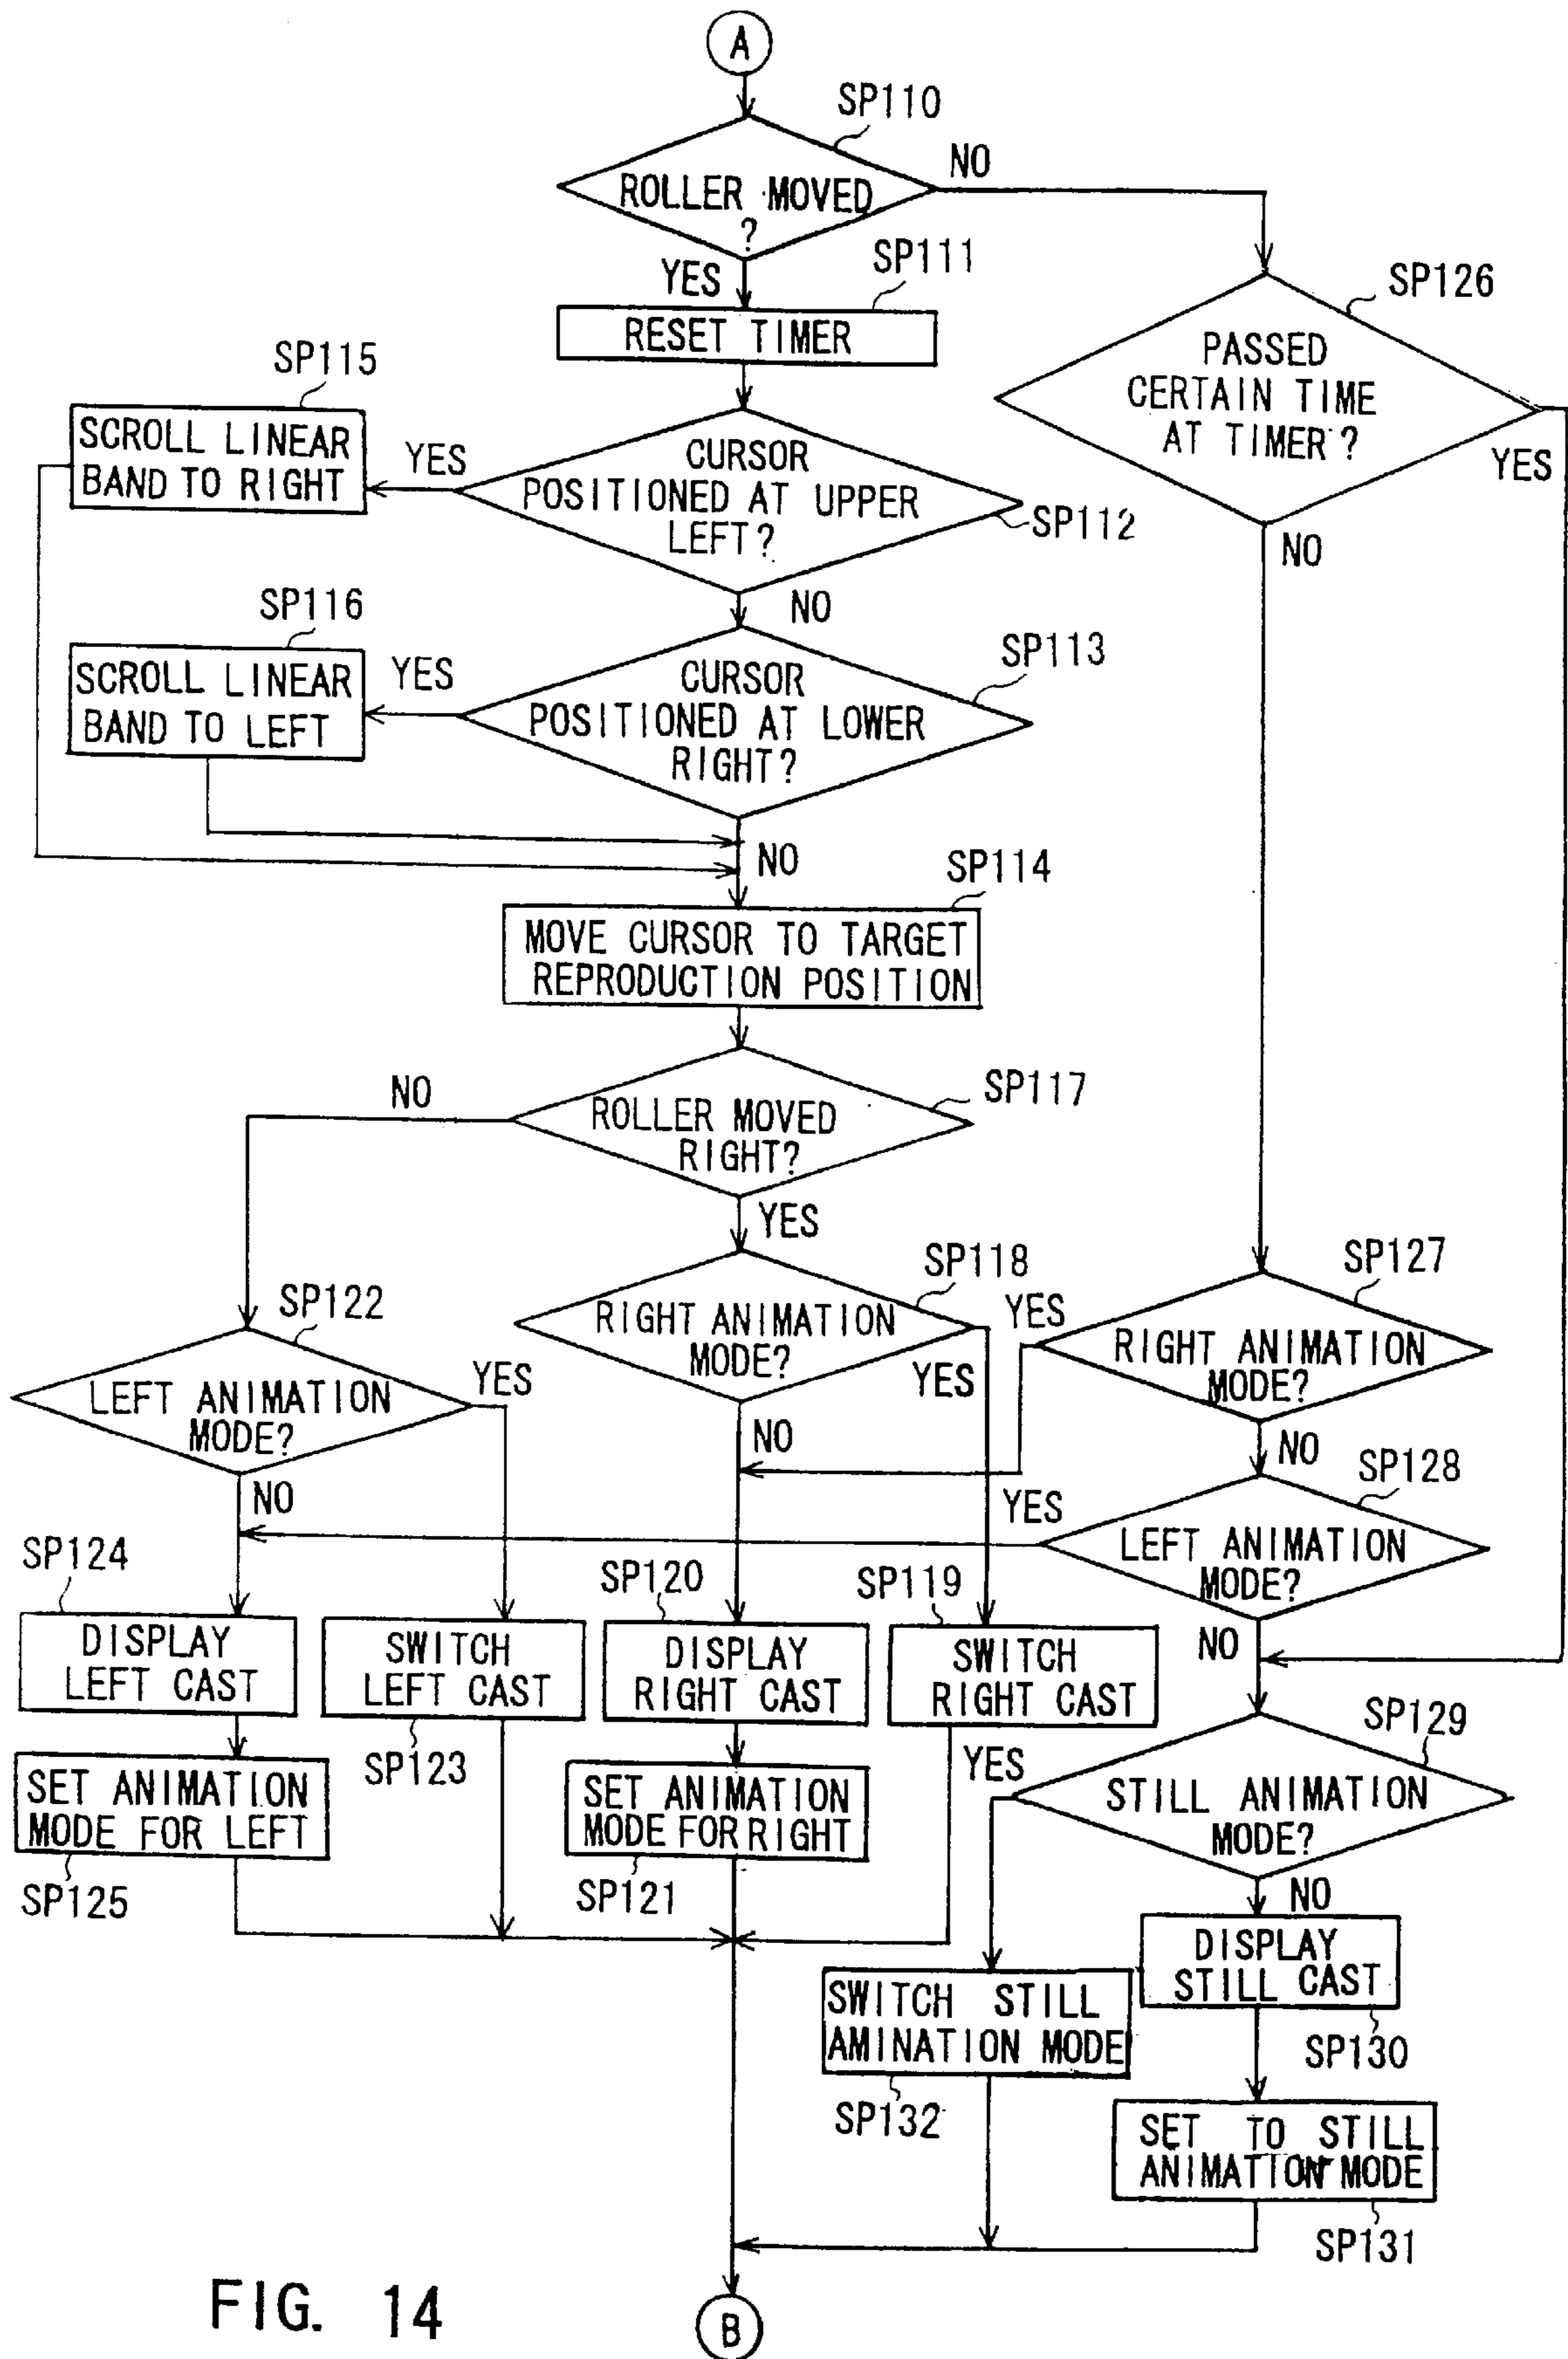 A
SP110
ROLLER MOVED
?
NO
YES
SP111
RESET TIMER
SP126
PASSED
CERTAIN TIME
AT TIMER?
YES
NO
SP115
SCROLL LINEAR
BAND TO RIGHT
YES
CURSOR
POSITIONED AT UPPER
LEFT?
SP112
NO
SP116
SCROLL LINEAR
BAND TO LEFT
YES
SP113
CURSOR
POSITIONED AT LOWER
RIGHT?
NO
SP114
MOVE CURSOR TO TARGET
REPRODUCTION POSITION
SP117
ROLLER MOVED
RIGHT?
NO
YES
SP118
RIGHT ANIMATION
MODE?
YES
NO
SP127
YES
RIGHT ANIMATION
MODE?
NO
SP122
LEFT ANIMATION
MODE?
YES
NO
SP128
YES
LEFT ANIMATION
MODE?
NO
SP124
DISPLAY
LEFT CAST
SWITCH
LEFT CAST
SP123
SP120
DISPLAY
RIGHT CAST
SP119
SWITCH
RIGHT CAST
SET ANIMATION
MODE FOR LEFT
SP125
SET ANIMATION
MODE FOR RIGHT
SP121
SP129
YES
STILL ANIMATION
MODE?
NO
DISPLAY
STILL CAST
SP130
SWITCH STILL
AMINATION MODE
SP132
SET TO STILL
ANIMATION MODE
SP131
B
FIG. 14